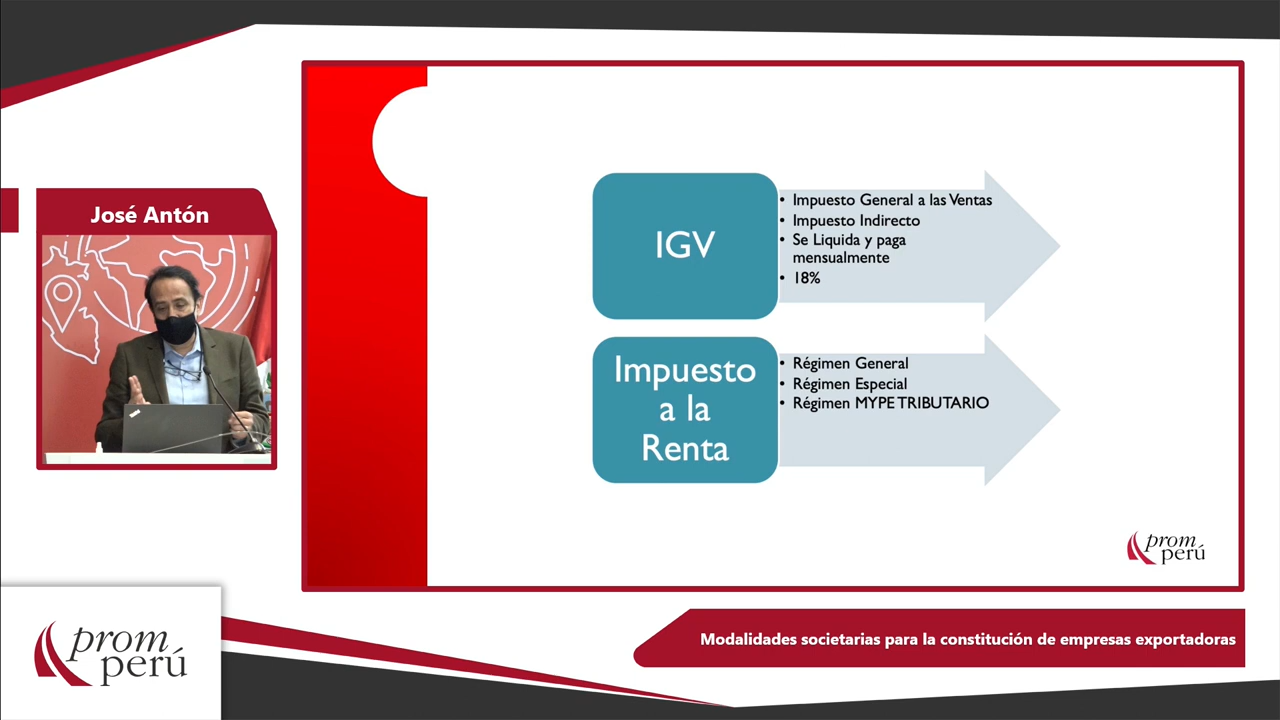 José Antón
IGV
• Impuesto General a las Ventas
• Impuesto Indirecto
• Se Liquida y paga
mensualmente
• 18%
Impuesto
a la
Renta
• Régimen General
• Régimen Especial
• Régimen MYPE TRIBUTARIO
prom
perú
Modalidades societarias para la constitución de empresas exportadoras
prom
perú